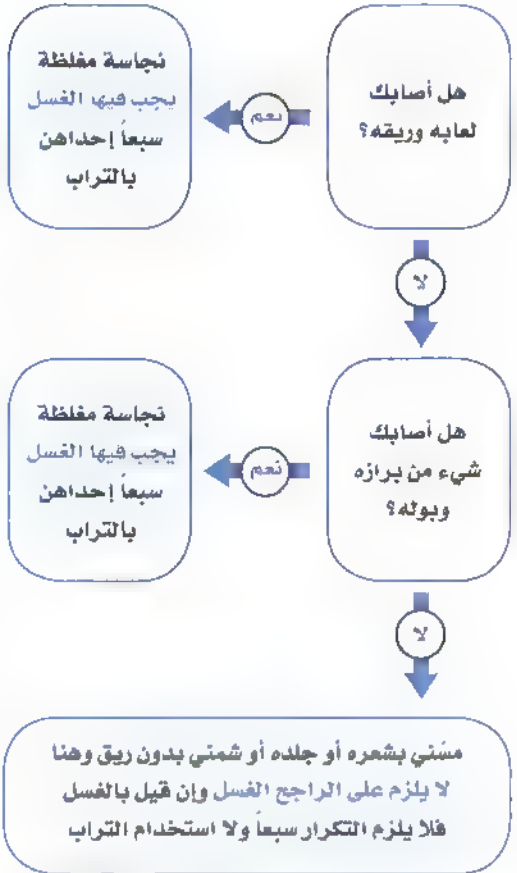 هل أصابك
لعابه وريقه؟
نعم
نجاسة مغلظة
يجب فيها الغسل
سبعاً إحداهن
بالتراب
لا
هل أصابك
شيء من برازه
وبوله؟
نعم
نجاسة مغلظة
يجب فيها الغسل
سبعاً إحداهن
بالتراب
لا
مسّني بشعره أو جلده أو شمني بدون ريق وهنا
لا يلزم على الراجح الغسل وإن قيل بالغسل
فلا يلزم التكرار سبعاً ولا استخدام التراب